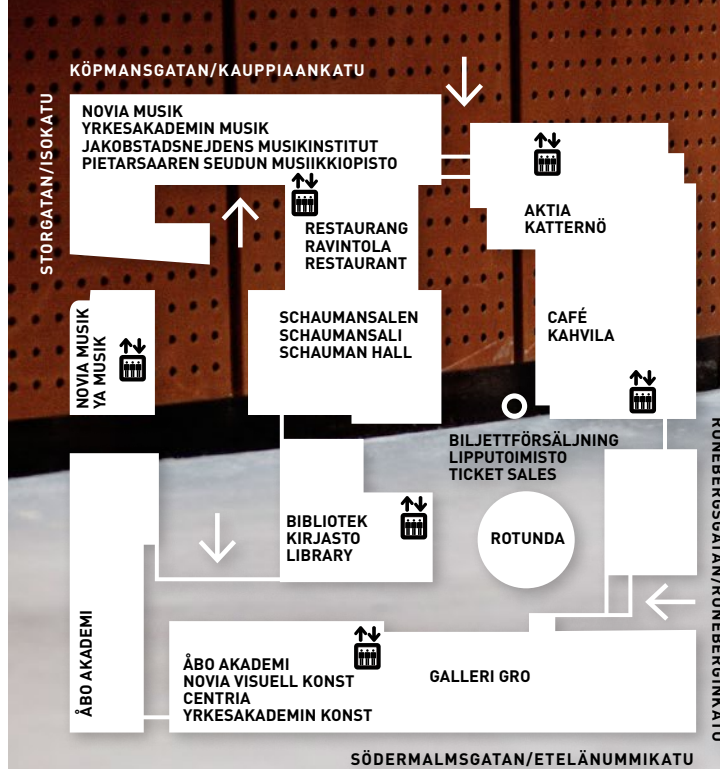 KÖPMANSGATAN/KAUPPIAANKATU
STORGATAN/ISOKATU
NOVIA MUSIK
YRKESAKADEMIN MUSIK
JAKOBSTADSNEJDENS MUSIKINSTITUT
PIETARSAAREN SEUDUN MUSIIKKIOPISTO
RESTAURANG
RAVINTOLA
RESTAURANT
AKTIA
KATTERNÖ
NOVIA MUSIK
YA MUSIK
SCHAUMANSALEN
SCHAUMANSALI
SCHAUMAN HALL
CAFÉ
KAHVILA
BILJETTFÖRSÄLJNING
LIPPUTOIMISTO
TICKET SALES
RUNEBERGSGATAN/RUNEBERGINKATU
BIBLIOTEK
KIRJASTO
LIBRARY
ROTUNDA
ÅBO AKADEMI
ÅBO AKADEMI
NOVIA VISUELL KONST
CENTRIA
YRKESAKADEMIN KONST
GALLERI GRO
SÖDERMALMSGATAN/ETELÄNUMMIKATU